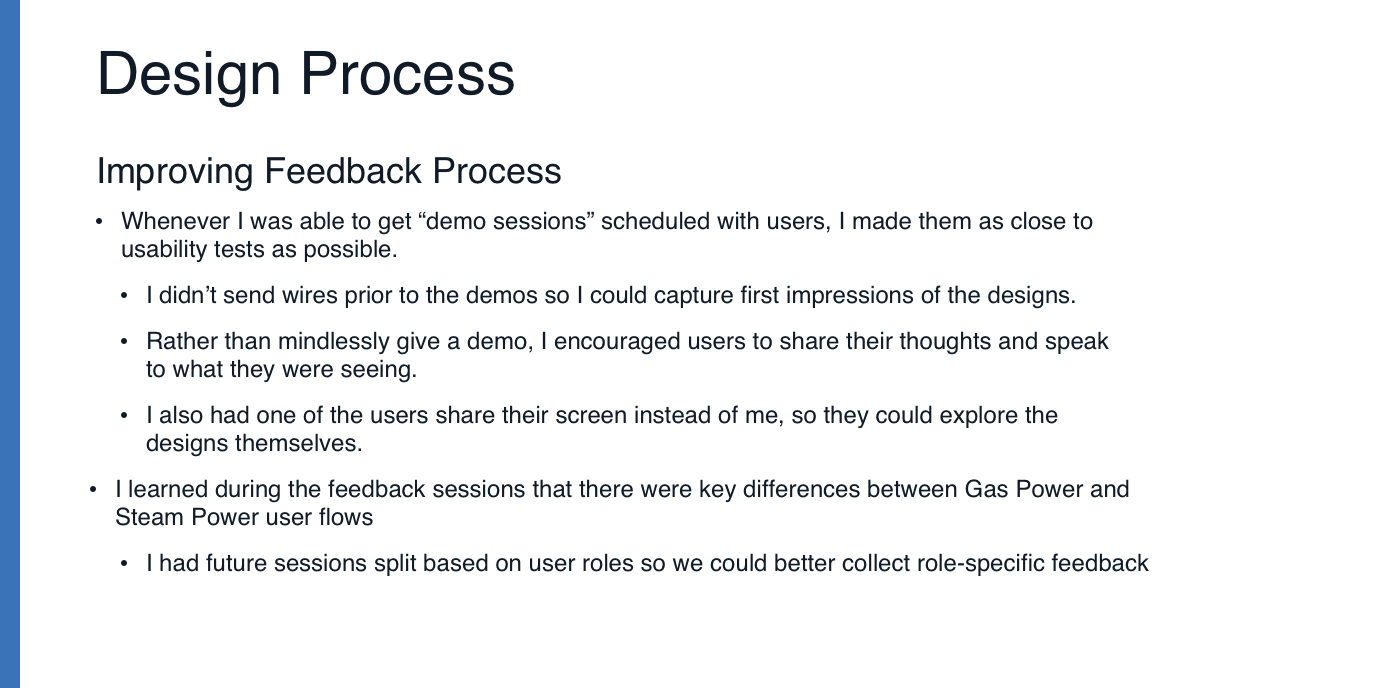 Design Process
Improving Feedback Process
• Whenever I was able to get “demo sessions” scheduled with users, I made them as close to
usability tests as possible.
• I didn’t send wires prior to the demos so I could capture first impressions of the designs.
• Rather than mindlessly give a demo, I encouraged users to share their thoughts and speak
to what they were seeing.
• I also had one of the users share their screen instead of me, so they could explore the
designs themselves.
• I learned during the feedback sessions that there were key differences between Gas Power and
Steam Power user flows
• I had future sessions split based on user roles so we could better collect role-specific feedback